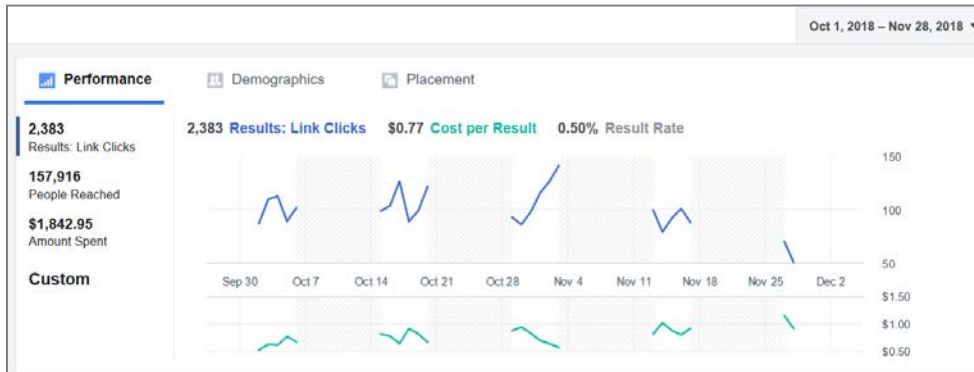 Oct 1, 2018 – Nov 28, 2018
Performance
Demographics
Placement
2,383
Results: Link Clicks
157,916
People Reached
$1,842.95
Amount Spent
Custom
2,383 Results: Link Clicks $0.77 Cost per Result 0.50% Result Rate
150
100
50
Sep 30 Oct 7 Oct 14 Oct 21 Oct 28 Nov 4 Nov 11 Nov 18 Nov 25 Dec 2
$1.50
$1.00
$0.50